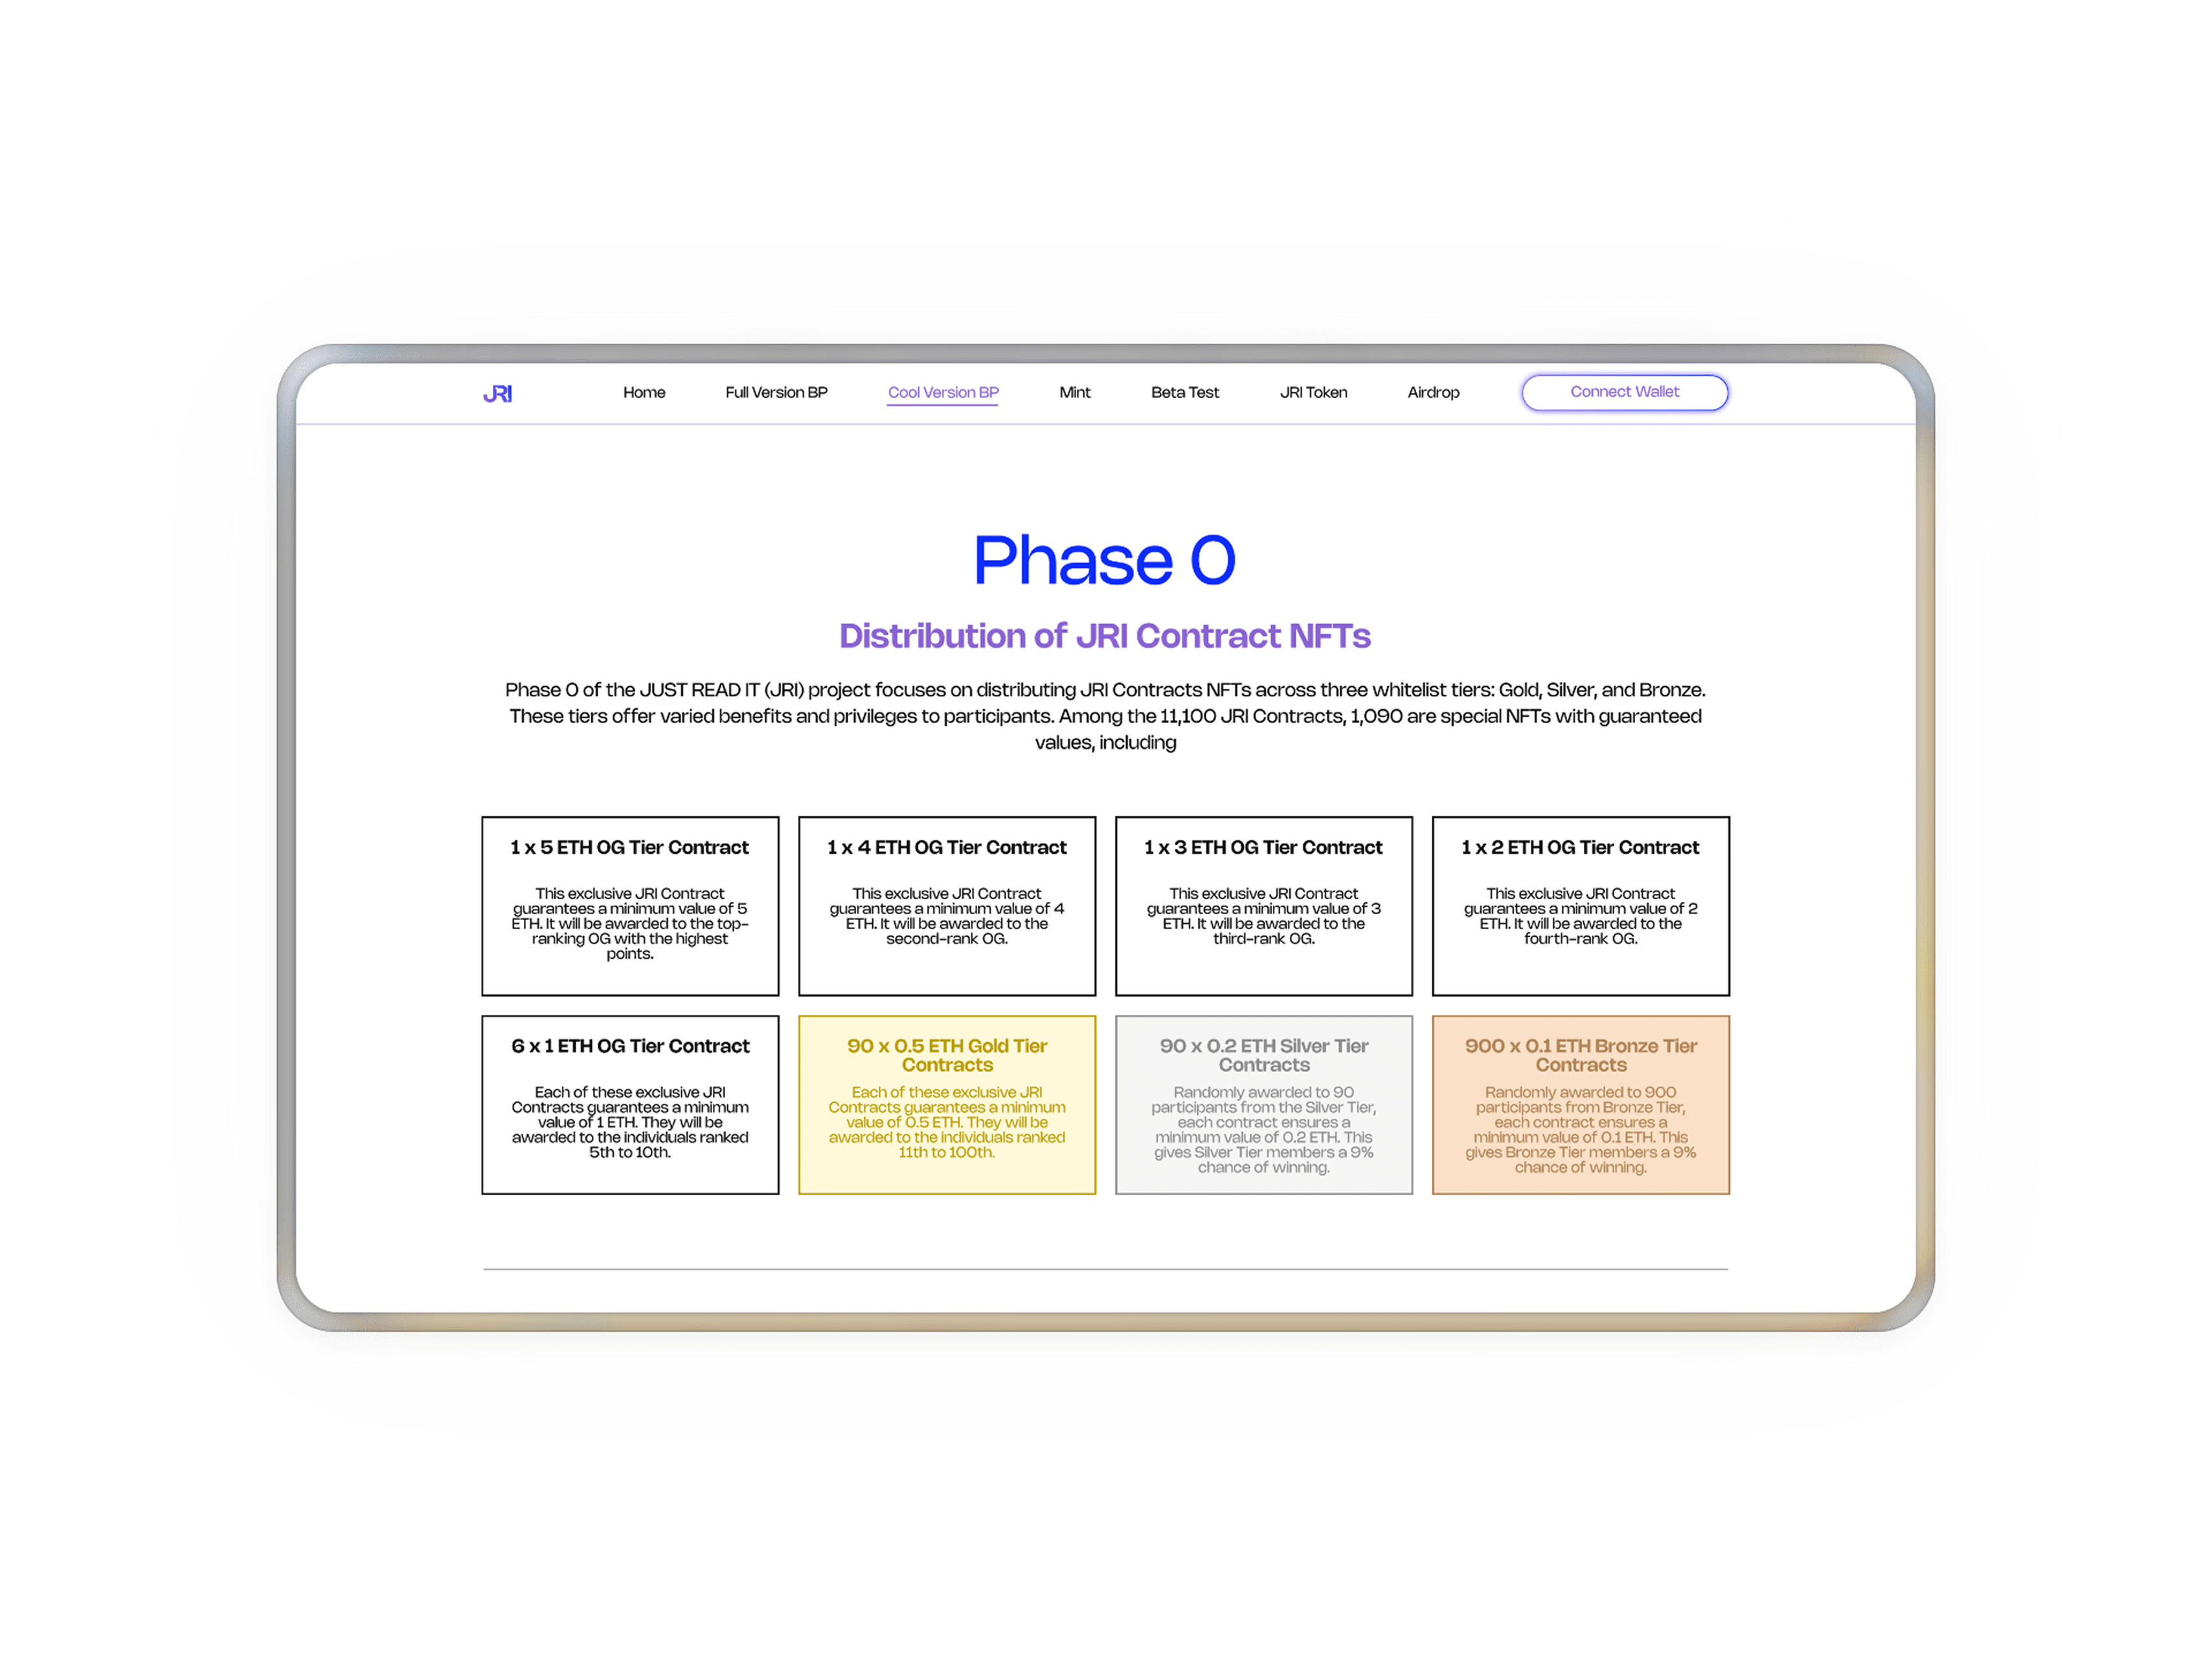 JRI Home Full Version BP Cool Version BP Mint Beta Test JRI Token Airdrop Connect Wallet
Phase 0
Distribution of JRI Contract NFTs
Phase 0 of the JUST READ IT (JRI) project focuses on distributing JRI Contracts NFTs across three whitelist tiers: Gold, Silver, and Bronze.
These tiers offer varied benefits and privileges to participants. Among the 11,100 JRI Contracts, 1,090 are special NFTs with guaranteed
values, including
1 x 5 ETH OG Tier Contract
This exclusive JRI Contract
guarantees a minimum value of 5
ETH. It will be awarded to the top-
ranking OG with the highest
points.
1 x 4 ETH OG Tier Contract
This exclusive JRI Contract
guarantees a minimum value of 4
ETH. It will be awarded to the
second-rank OG.
1 x 3 ETH OG Tier Contract
This exclusive JRI Contract
guarantees a minimum value of 3
ETH. It will be awarded to the
third-rank OG.
1 x 2 ETH OG Tier Contract
This exclusive JRI Contract
guarantees a minimum value of 2
ETH. It will be awarded to the
fourth-rank OG.
6 x 1 ETH OG Tier Contract
Each of these exclusive JRI
Contracts guarantees a minimum
value of 1 ETH. They will be
awarded to the individuals ranked
5th to 10th.
90 x 0.5 ETH Gold Tier
Contracts
Each of these exclusive JRI
Contracts guarantees a minimum
value of 0.5 ETH. They will be
awarded to the individuals ranked
11th to 100th.
90 x 0.2 ETH Silver Tier
Contracts
Randomly awarded to 90
participants from the Silver Tier,
each contract ensures a
minimum value of 0.2 ETH. This
gives Silver Tier members a 9%
chance of winning.
900 x 0.1 ETH Bronze Tier
Contracts
Randomly awarded to 900
participants from Bronze Tier,
each contract ensures a
minimum value of 0.1 ETH. This
gives Bronze Tier members a 9%
chance of winning.